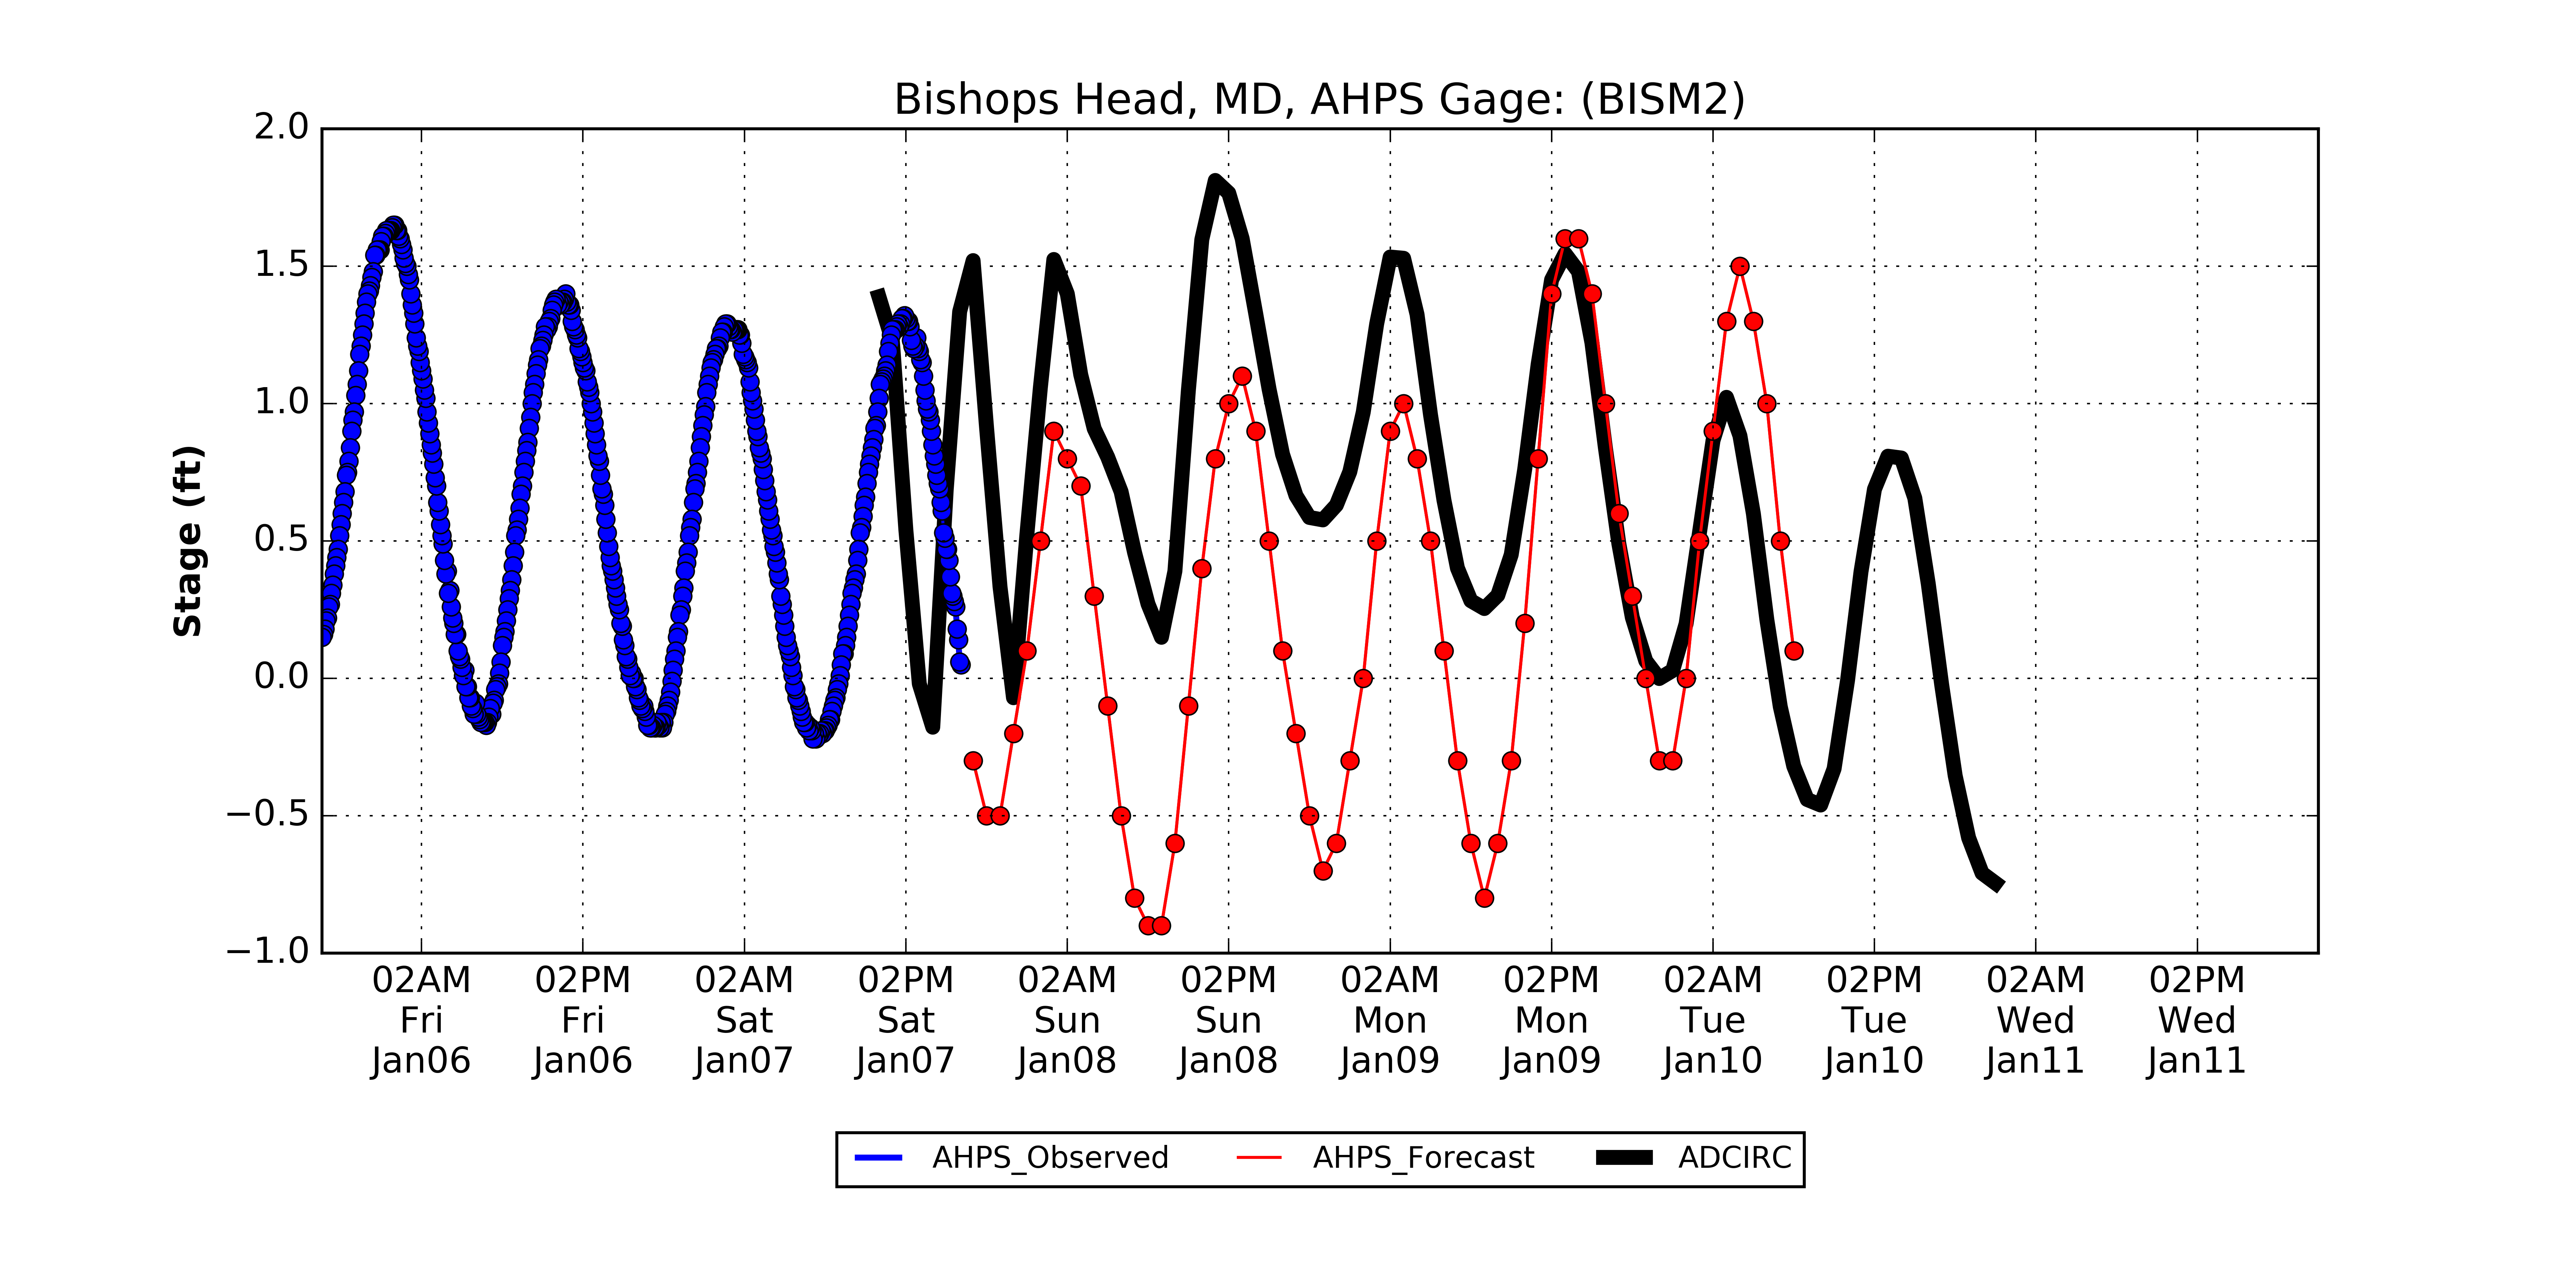 Bishops Head, MD, AHPS Gage: (BISM2)
Stage (ft)
2.0
1.5
1.0
0.5
0.0
−0.5
−1.0
02AM 02PM 02AM 02PM 02AM 02PM 02AM 02PM 02AM 02PM 02AM 02PM
Fri Fri Sat Sat Sun Sun Mon Mon Tue Tue Wed Wed
Jan06 Jan06 Jan07 Jan07 Jan08 Jan08 Jan09 Jan09 Jan10 Jan10 Jan11 Jan11
AHPS_Observed AHPS_Forecast ADCIRC